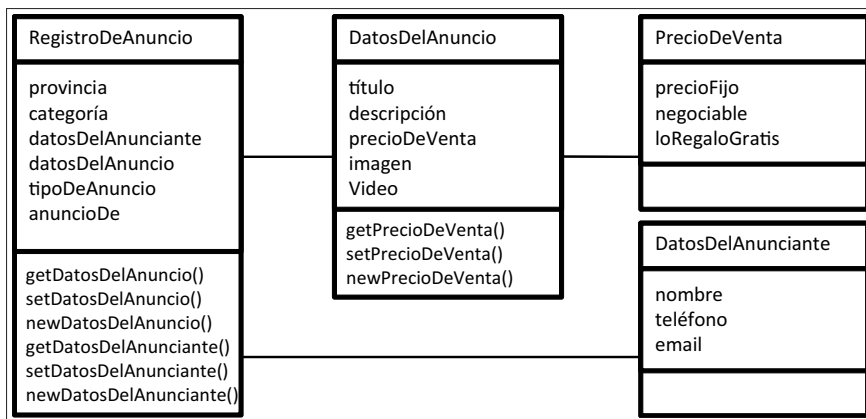 RegistroDeAnuncio
provincia
categoría
datosDelAnunciante
datosDelAnuncio
tipoDeAnuncio
anuncioDe
getDatosDelAnuncio()
setDatosDelAnuncio()
newDatosDelAnuncio()
getDatosDelAnunciante()
setDatosDelAnunciante()
newDatosDelAnunciante()
DatosDelAnuncio
título
descripción
precioDeVenta
imagen
Video
getPrecioDeVenta()
setPrecioDeVenta()
newPrecioDeVenta()
PrecioDeVenta
precioFijo
negociable
loRegaloGratis
DatosDelAnunciante
nombre
teléfono
email